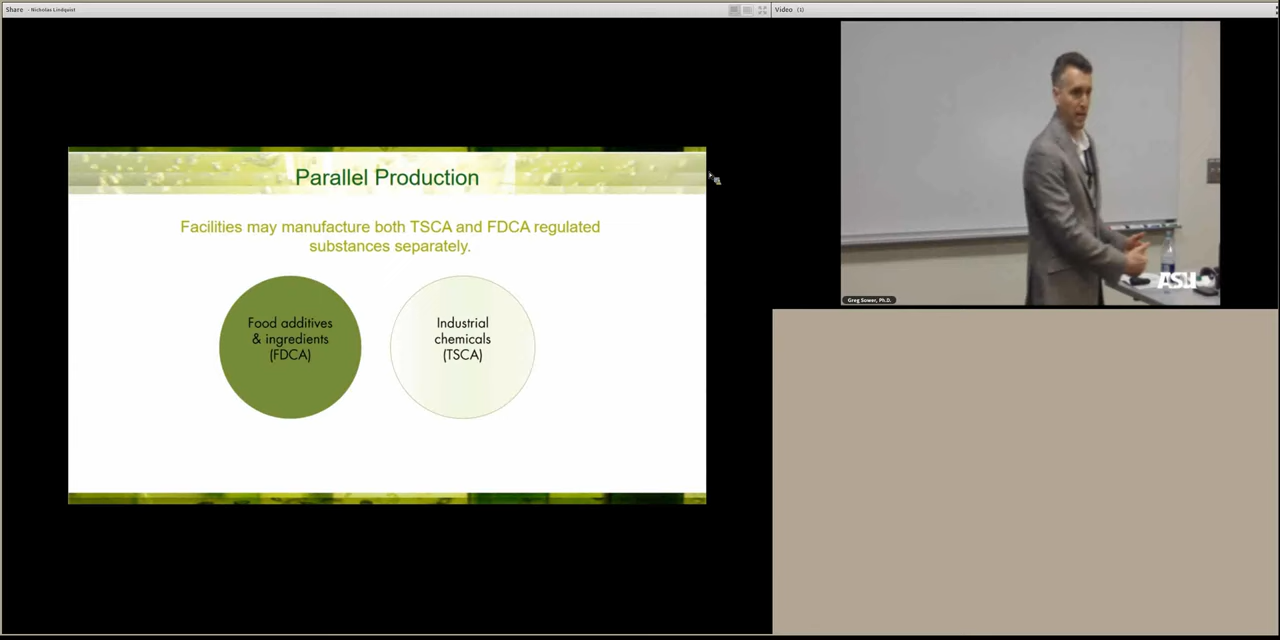 Share - Nicholas Lindquist
Video (1)
Parallel Production
Facilities may manufacture both TSCA and FDCA regulated
substances separately.
Food additives
& ingredients
(FDCA)
Industrial
chemicals
(TSCA)
ASU
Greg Sower, Ph.D.